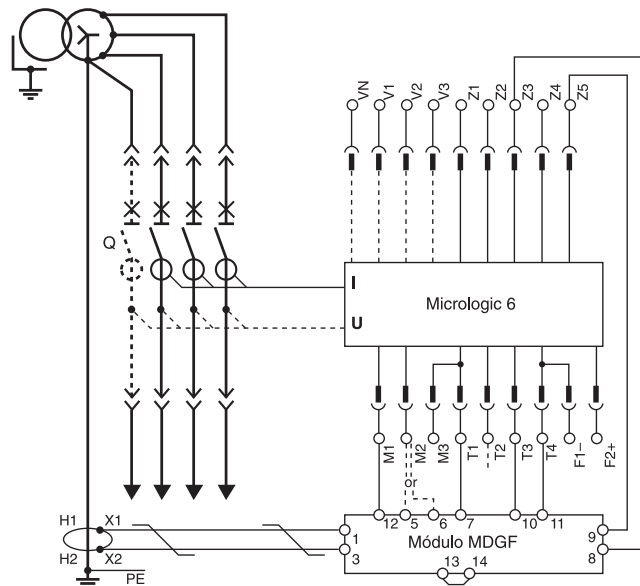 VN V1 V2 V3 Z1 Z2 Z3 Z4 Z5
Q
I
Micrologic 6
U
M1 M2 M3 T1 T2 T3 T4 F1– F2+
or
12 5 6 7 10 11
H1 X1
1 Módulo MDGF 9
H2 X2
3 13 14 8
PE